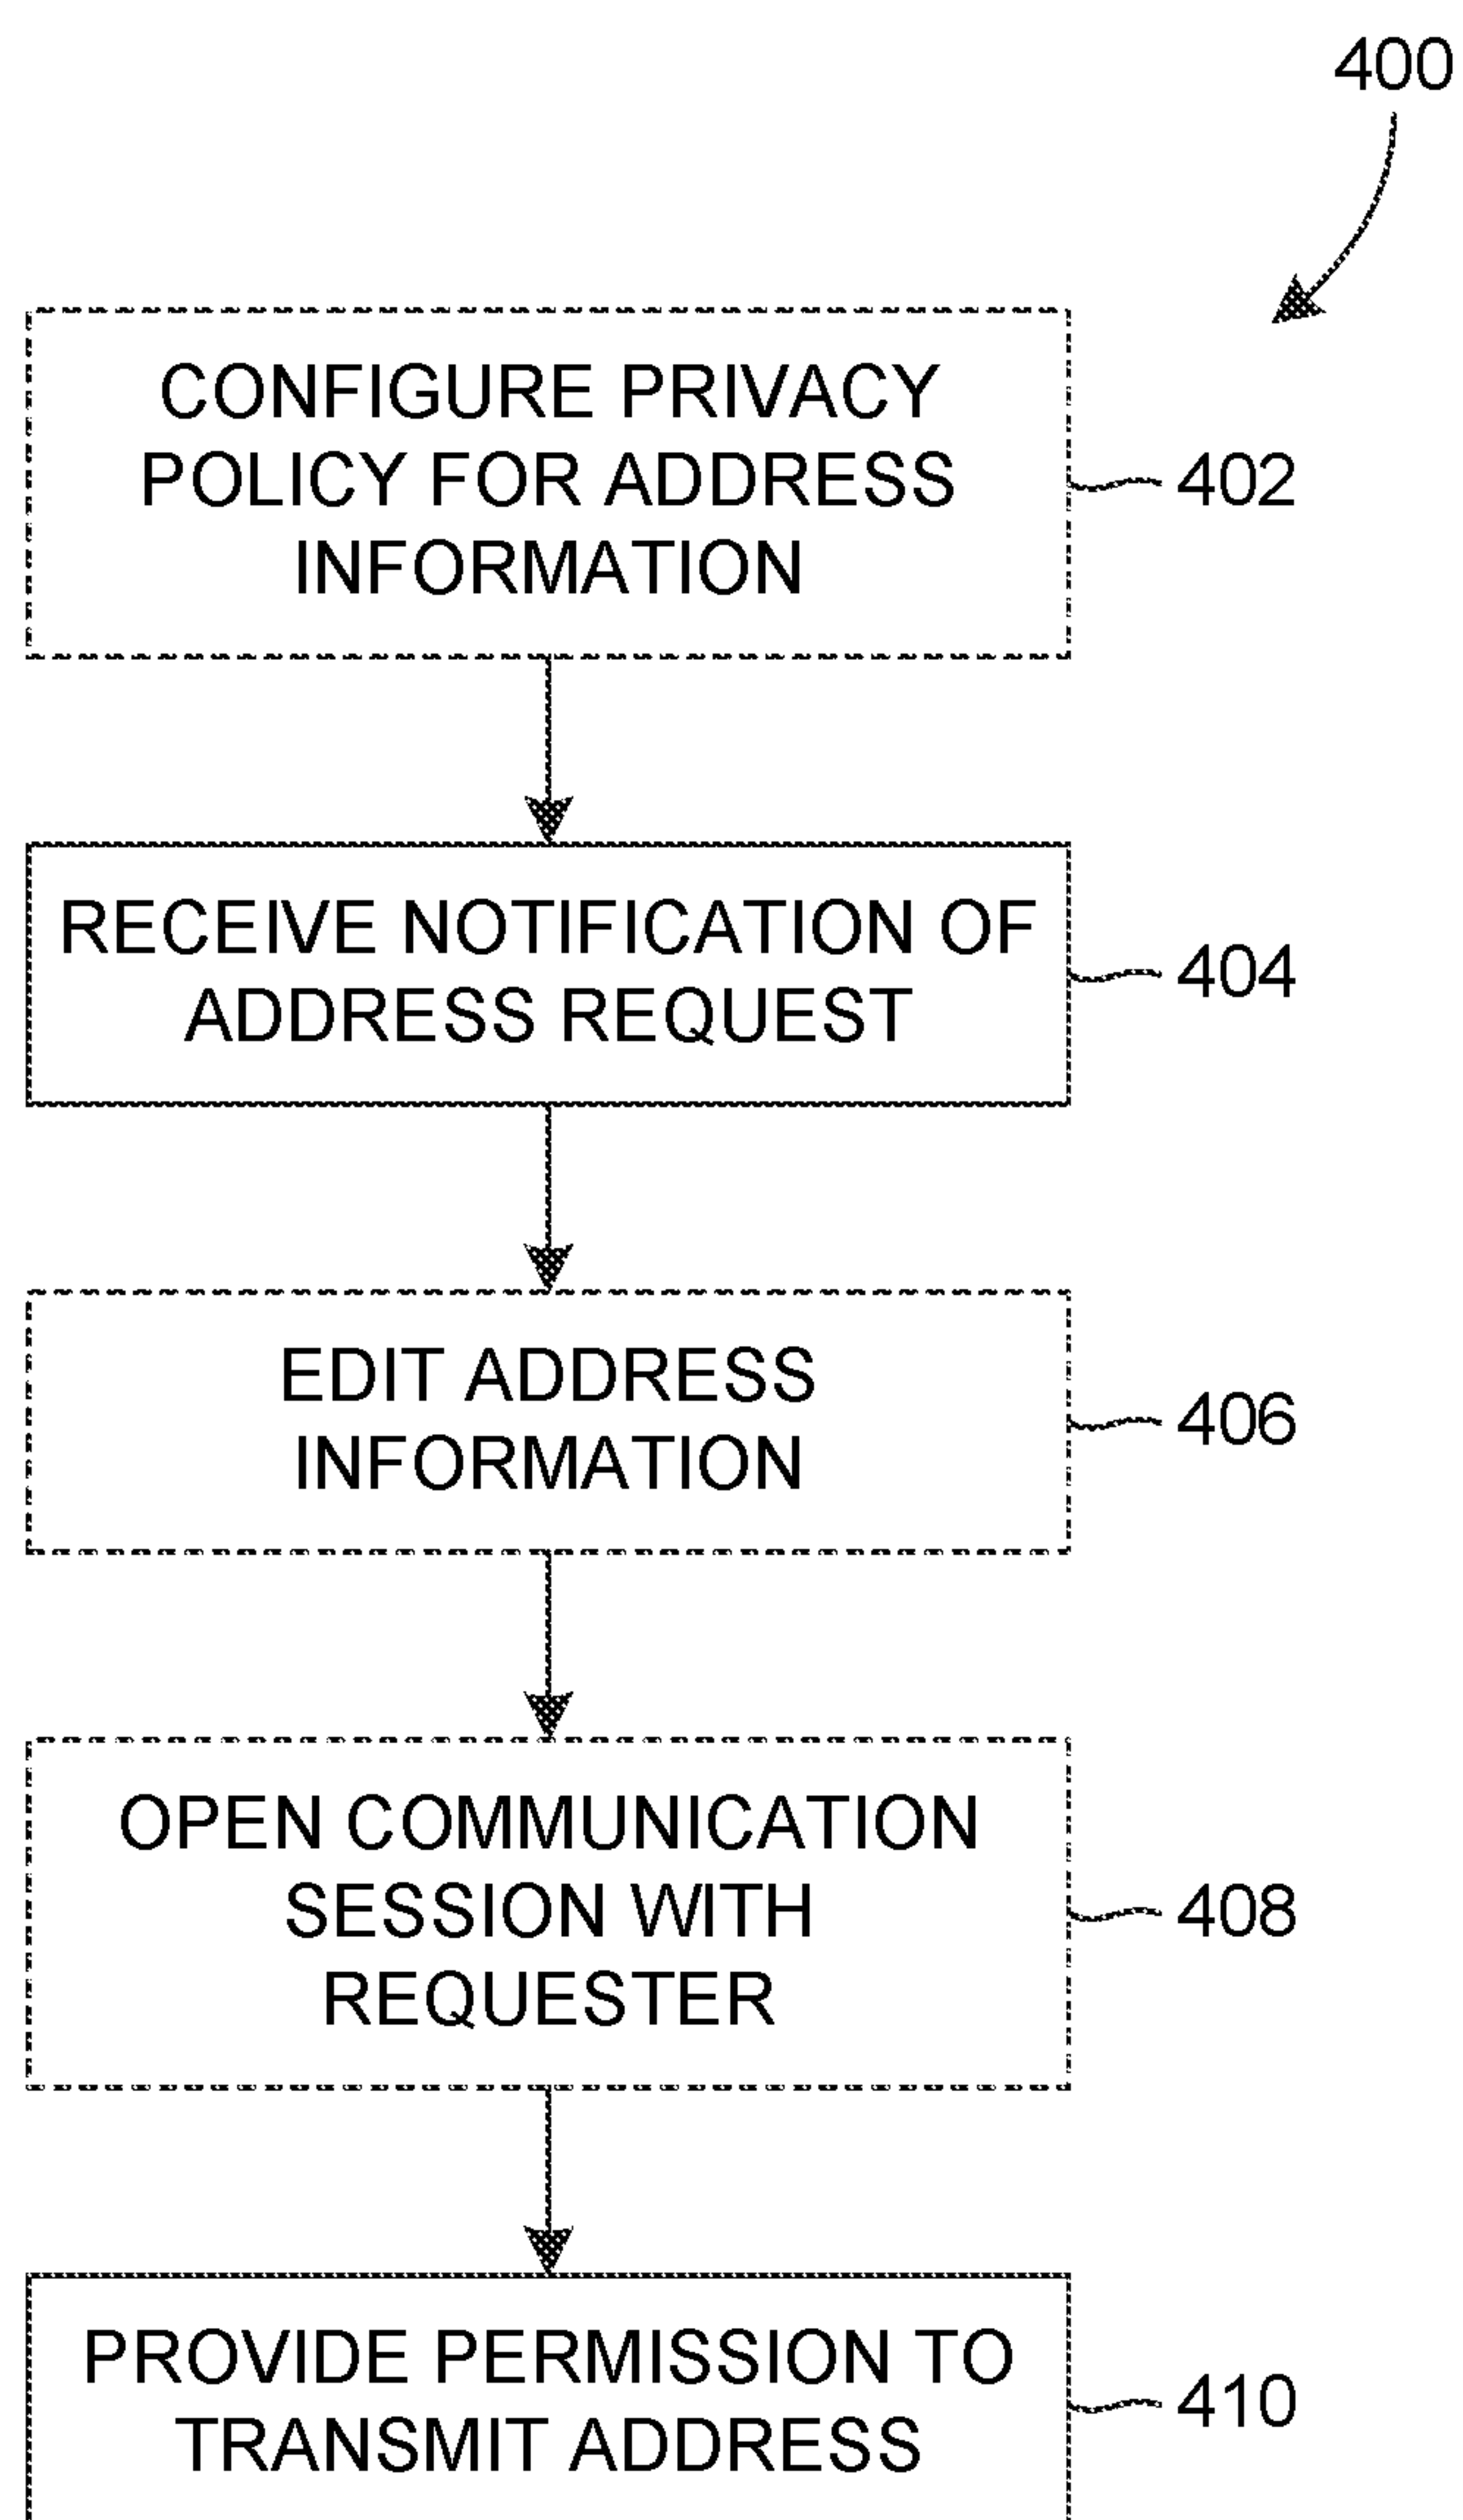 400
CONFIGURE PRIVACY
POLICY FOR ADDRESS
INFORMATION
402
RECEIVE NOTIFICATION OF
ADDRESS REQUEST
404
EDIT ADDRESS
INFORMATION
406
OPEN COMMUNICATION
SESSION WITH
REQUESTER
408
PROVIDE PERMISSION TO
TRANSMIT ADDRESS
410